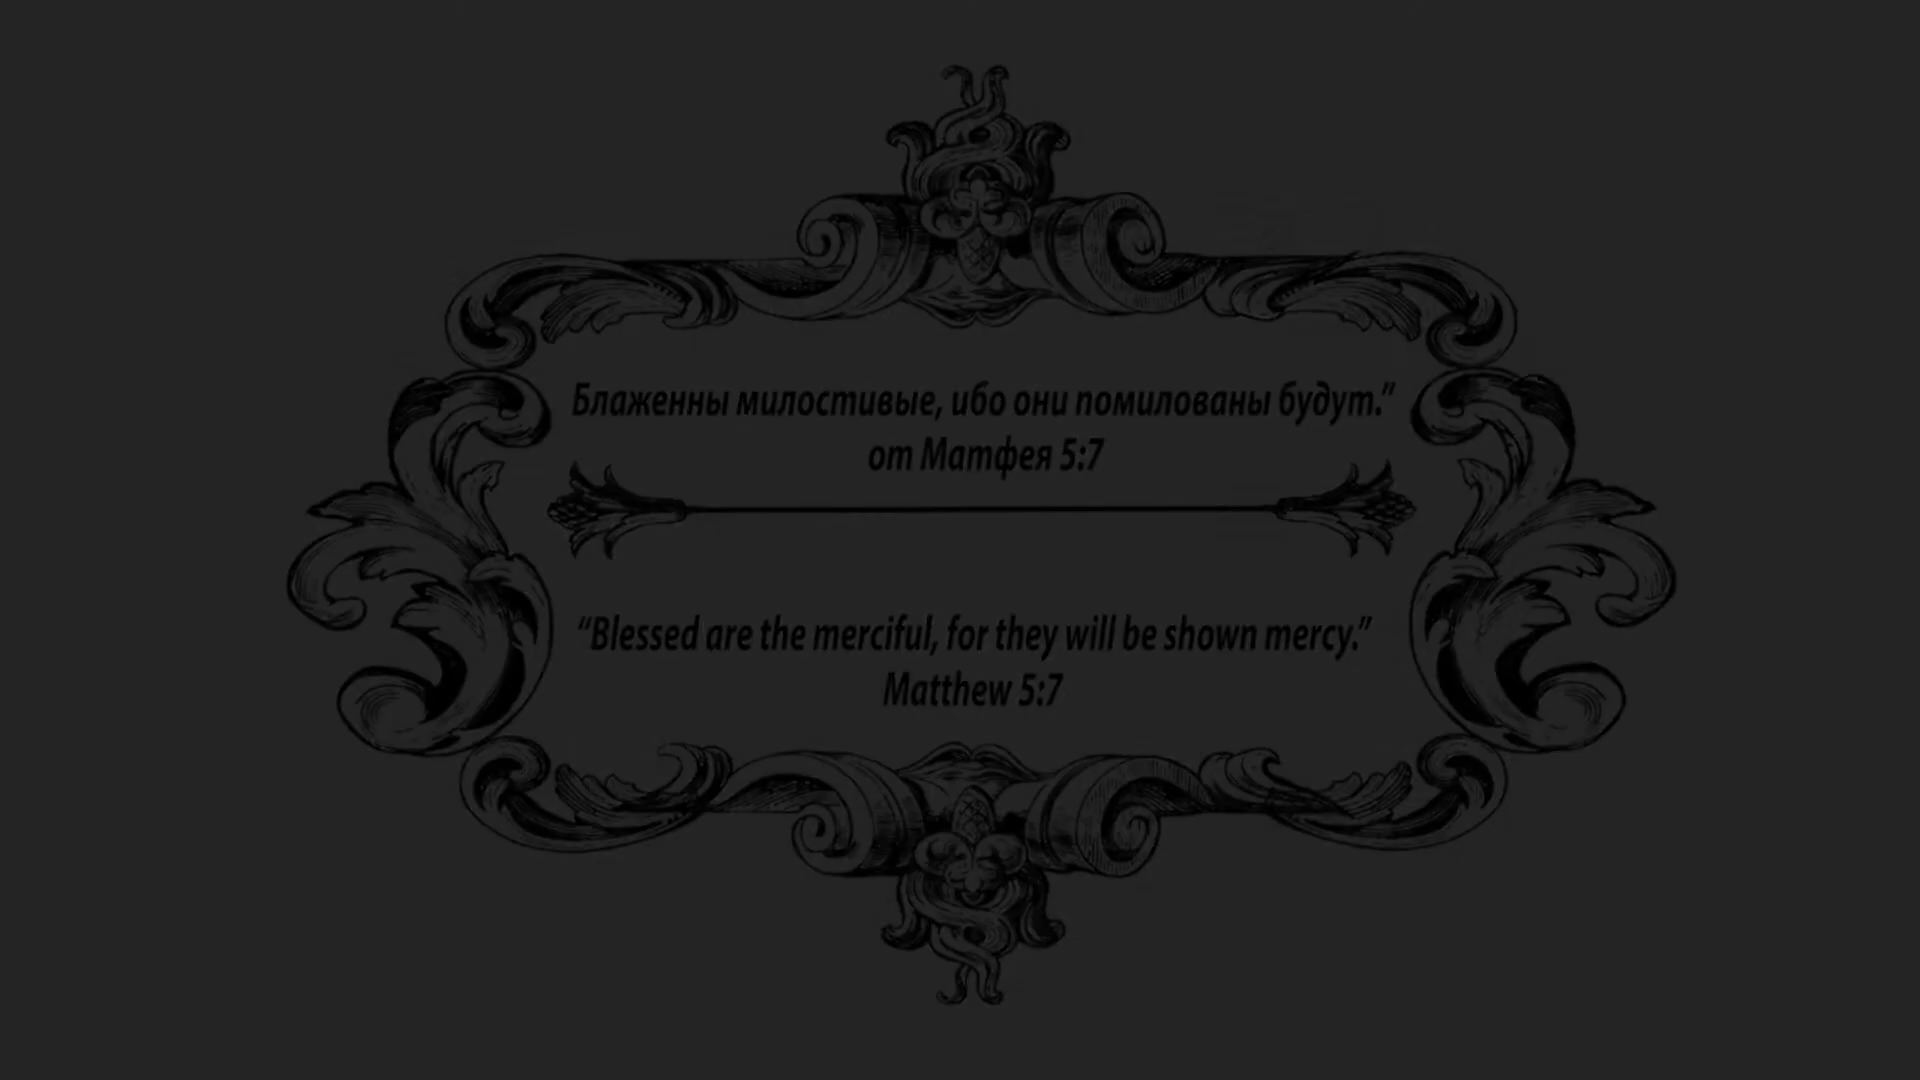 Блаженны милостивые, ибо они помилованы будут.”
от Матфея 5:7
“Blessed are the merciful, for they will be shown mercy.”
Matthew 5:7